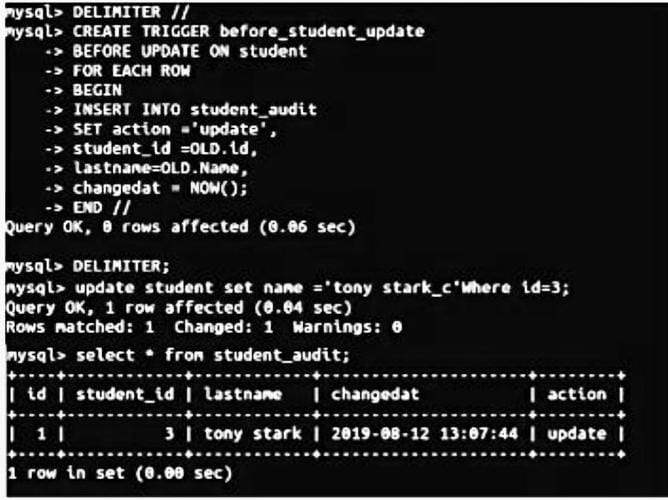 mysql> DELIMITER //
mysql> CREATE TRIGGER before_student_update
    -> BEFORE UPDATE ON student
    -> FOR EACH ROW
    -> BEGIN
    -> INSERT INTO student_audit
    -> SET action ='update',
    -> student_id =OLD.id,
    -> lastname=OLD.Name,
    -> changedat = NOW();
    -> END //
Query OK, 0 rows affected (0.06 sec)
mysql> DELIMITER;
mysql> update student set name ='tony stark_c'Where id=3;
Query OK, 1 row affected (0.04 sec)
Rows matched: 1  Changed: 1  Warnings: 0
mysql> select * from student_audit;
+----+------------+------------+---------------------+--------+
| id | student_id | lastname   | changedat           | action |
+----+------------+------------+---------------------+--------+
|  1 |          3 | tony stark | 2019-08-12 13:07:44 | update |
+----+------------+------------+---------------------+--------+
1 row in set (0.00 sec)